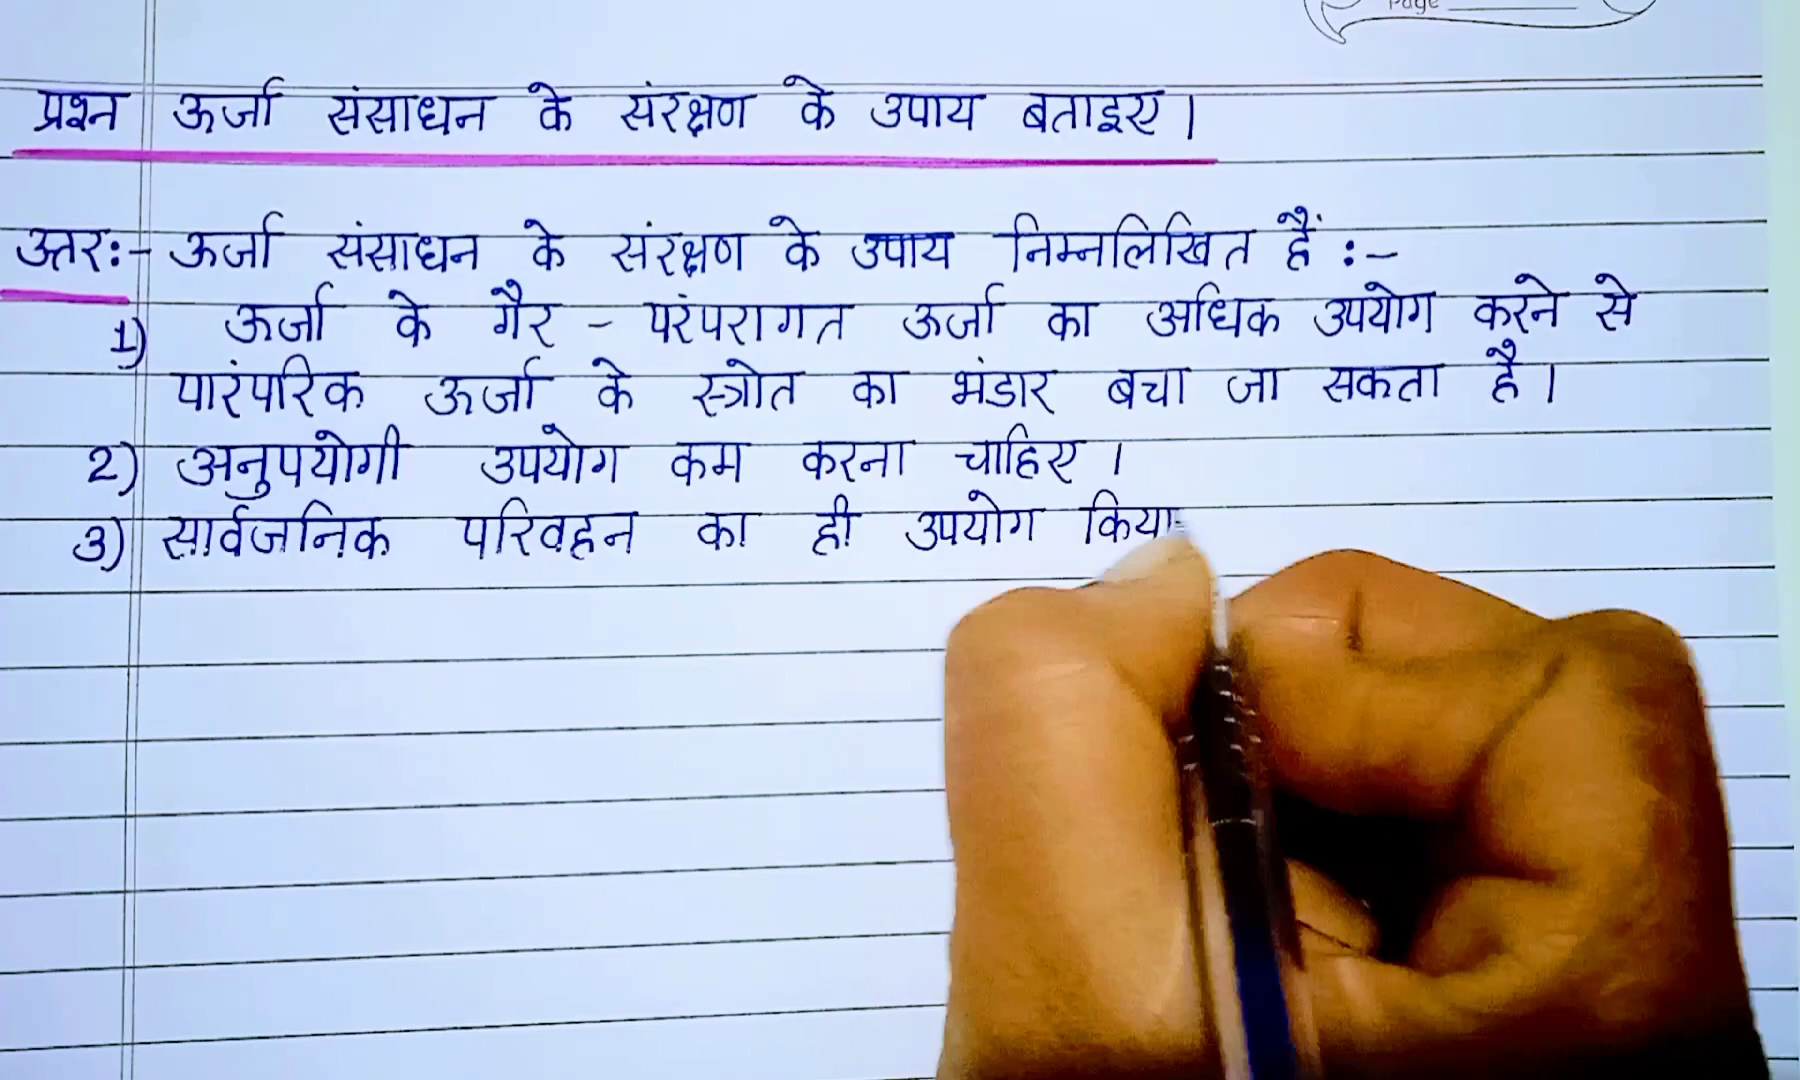 Page
प्रश्न ऊर्जा संसाधन के संरक्षण के उपाय बताइए।
उत्तर:- ऊर्जा संसाधन के संरक्षण के उपाय निम्नलिखित हैं :-
1) ऊर्जा के गैर - परंपरागत ऊर्जा का अधिक उपयोग करने से
पारंपरिक ऊर्जा के स्त्रोत का भंडार बचा जा सकता है।
2) अनुपयोगी उपयोग कम करना चाहिए।
3) सार्वजनिक परिवहन का ही उपयोग किया